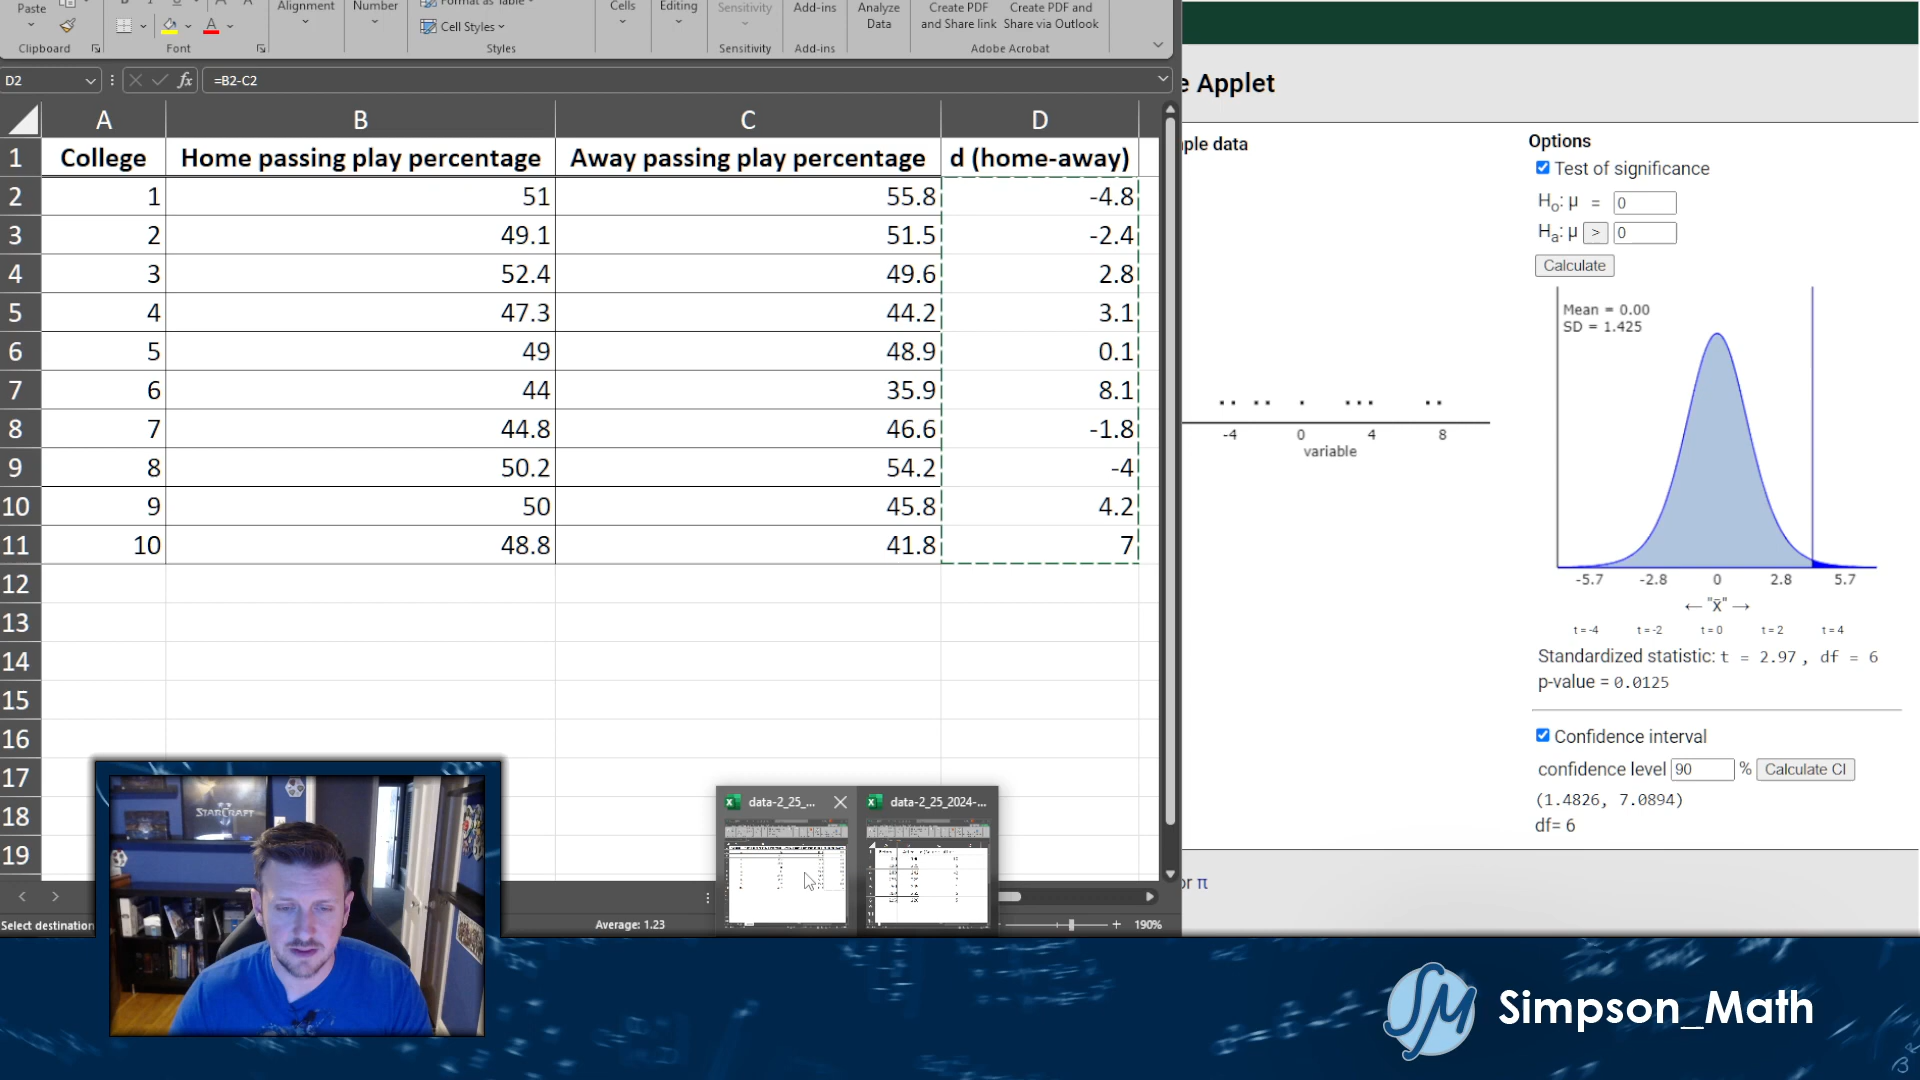 Paste
Clipboard
Font
Alignment
Number
Format as Table
Cell Styles
Styles
Cells
Editing
Sensitivity
Sensitivity
Add-ins
Add-ins
Analyze
Data
Create PDF
and Share link
Create PDF and
Share via Outlook
Adobe Acrobat
D2
fx
=B2-C2
A B C D
1 College Home passing play percentage Away passing play percentage d (home-away)
2 1 51 55.8 -4.8
3 2 49.1 51.5 -2.4
4 3 52.4 49.6 2.8
5 4 47.3 44.2 3.1
6 5 49 48.9 0.1
7 6 44 35.9 8.1
8 7 44.8 46.6 -1.8
9 8 50.2 54.2 -4
10 9 50 45.8 4.2
11 10 48.8 41.8 7
12
13
14
15
16
17
18
19
Select destination
Average: 1.23
190%
data-2_25_...
data-2_25_2024-...
STARCRAFT
e Applet
ple data
-4 0 4 8
variable
Options
Test of significance
Ho: μ = 0
Ha: μ > 0
Calculate
Mean = 0.00
SD = 1.425
-5.7 -2.8 0 2.8 5.7
← "x̄" →
t = -4 t = -2 t = 0 t = 2 t = 4
Standardized statistic: t = 2.97, df = 6
p-value = 0.0125
Confidence interval
confidence level 90 % Calculate CI
(1.4826, 7.0894)
df= 6
or π
SM
Simpson_Math